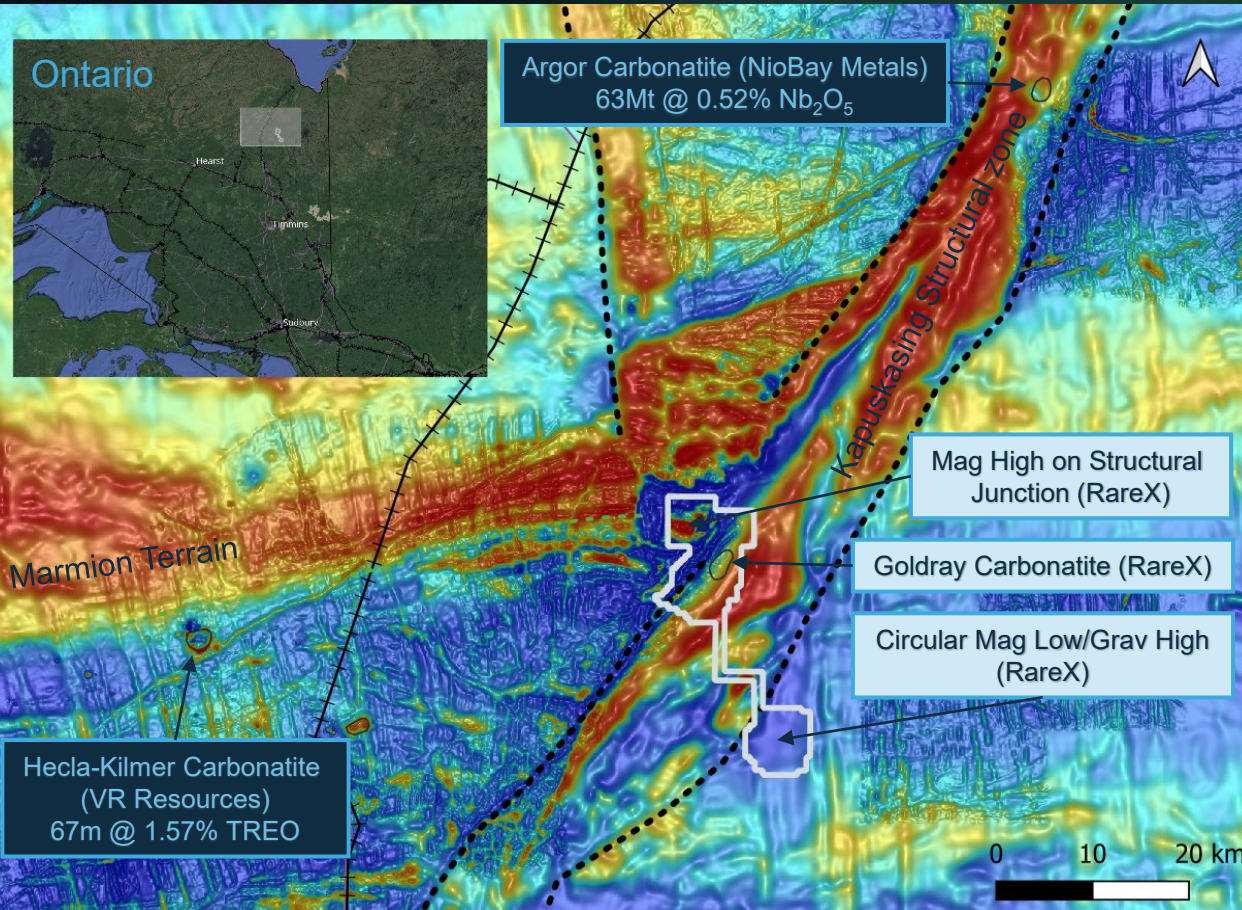 Ontario
Hearst
Timmins
Sudbury
Argor Carbonatite (NioBay Metals)
63Mt @ 0.52% Nb₂O₅
Kapuskasing Structural zone
Mag High on Structural
Junction (RareX)
Marmion Terrain
Goldray Carbonatite (RareX)
Circular Mag Low/Grav High
(RareX)
Hecla-Kilmer Carbonatite
(VR Resources)
67m @ 1.57% TREO
0 10 20 km